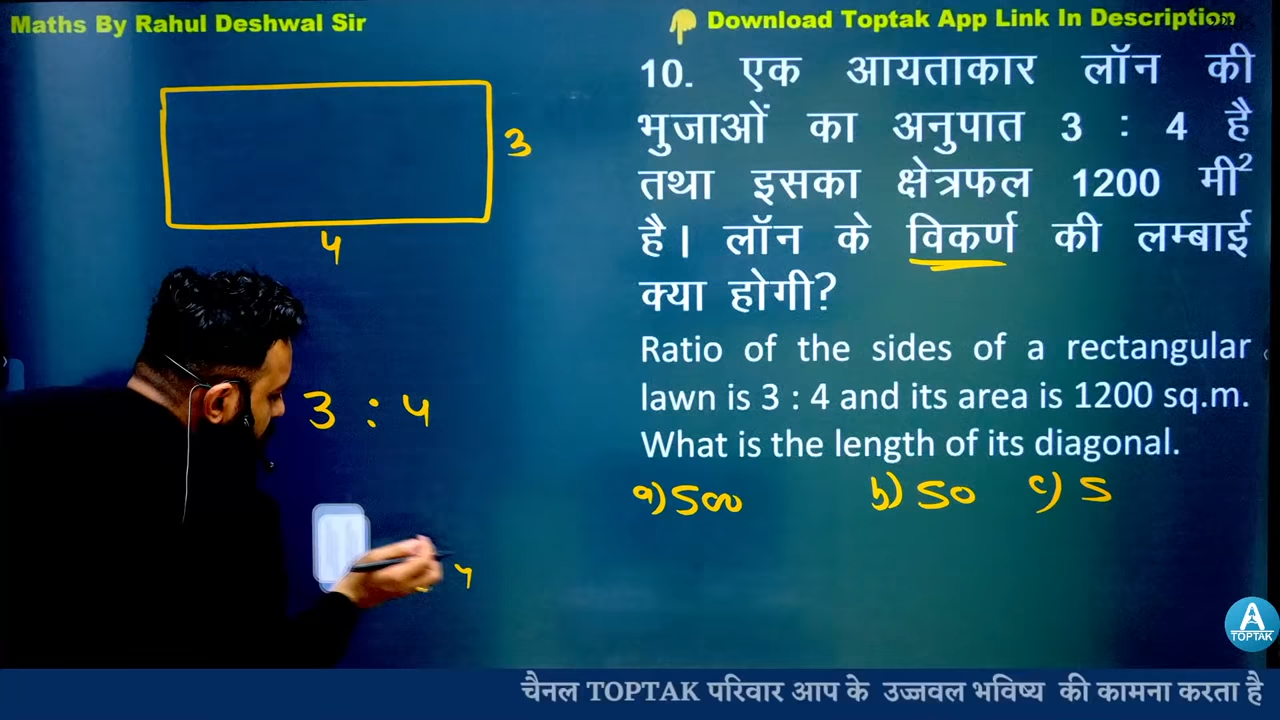 Maths By Rahul Deshwal Sir
Download Toptak App Link In Description
10. एक आयताकार लॉन की
भुजाओं का अनुपात 3 : 4 है
तथा इसका क्षेत्रफल 1200 मी²
है। लॉन के विकर्ण की लम्बाई
क्या होगी?
Ratio of the sides of a rectangular
lawn is 3 : 4 and its area is 1200 sq.m.
What is the length of its diagonal.
a) 500 b) 50 c) 5
3
4
3 : 4
A
TOPTAK
चैनल TOPTAK परिवार आप के उज्जवल भविष्य की कामना करता है